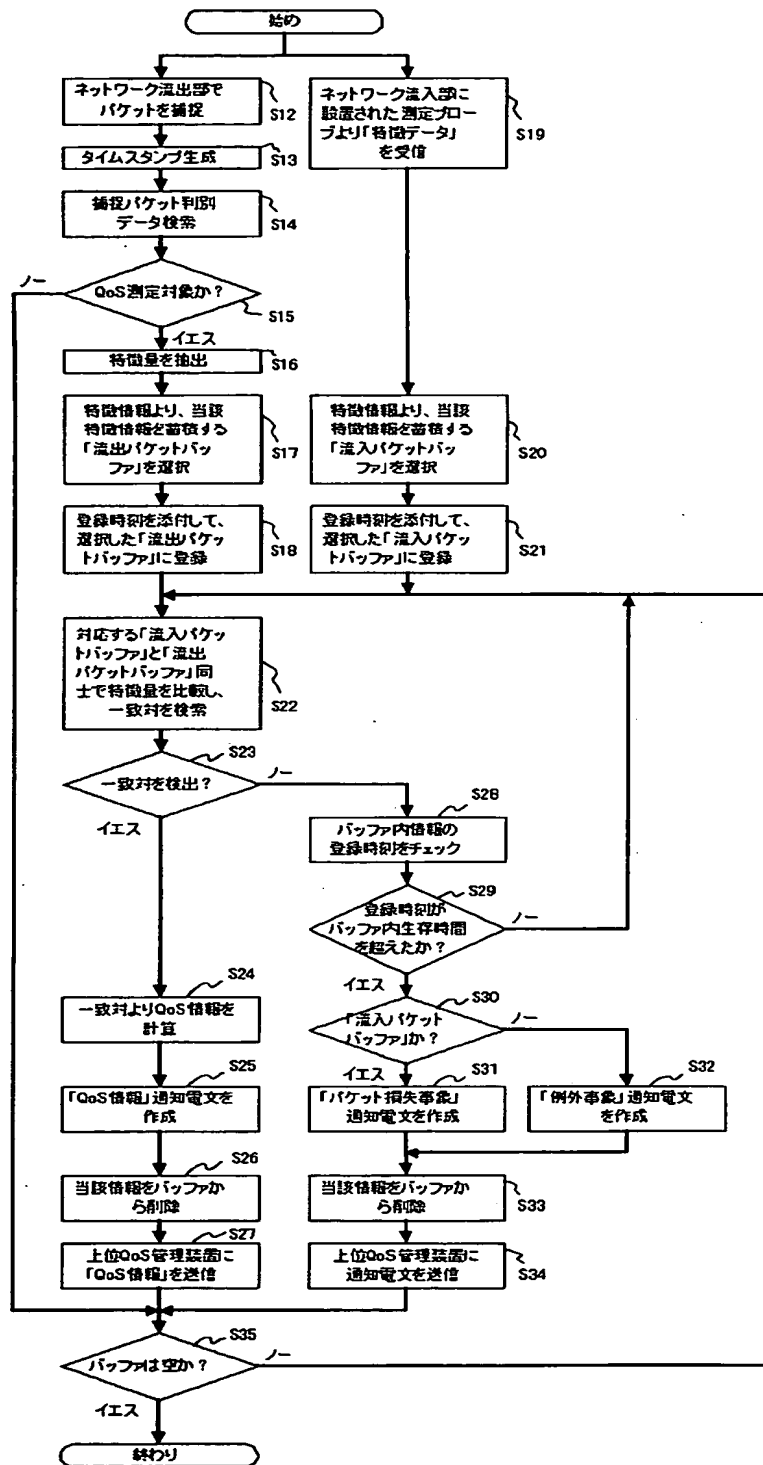 始め
ネットワーク流出部で
パケットを捕捉
S12
タイムスタンプ生成
S13
捕捉パケット判別
データ検索
S14
QoS測定対象か？
S15
ノー
イエス
特徴量を抽出
S16
特徴情報より、当該
特徴情報を蓄積する
「流出パケットバッ
ファ」を選択
S17
登録時刻を添付して、
選択した「流出パケッ
トバッファ」に登録
S18
ネットワーク流入部に
設置された測定プロー
ブより「特徴データ」
を受信
S19
特徴情報より、当該
特徴情報を蓄積する
「流入パケットバッ
ファ」を選択
S20
登録時刻を添付して、
選択した「流入パケッ
トバッファ」に登録
S21
対応する「流入パケッ
トバッファ」と「流出
パケットバッファ」同
士で特徴量を比較し、
一致対を検索
S22
S23
一致対を検出？
ノー
イエス
S24
一致対よりQoS情報を
計算
S25
「QoS情報」通知電文を
作成
S26
当該情報をバッファか
ら削除
S27
上位QoS管理装置に
「QoS情報」を送信
S28
バッファ内情報の
登録時刻をチェック
S29
登録時刻が
バッファ内生存時間
を超えたか？
ノー
イエス
S30
「流入パケット
バッファ」か？
ノー
イエス
S31
「パケット損失事象」
通知電文を作成
S32
「例外事象」通知電文
を作成
当該情報をバッファか
ら削除
S33
上位QoS管理装置に
通知電文を送信
S34
S35
バッファは空か？
ノー
イエス
終わり